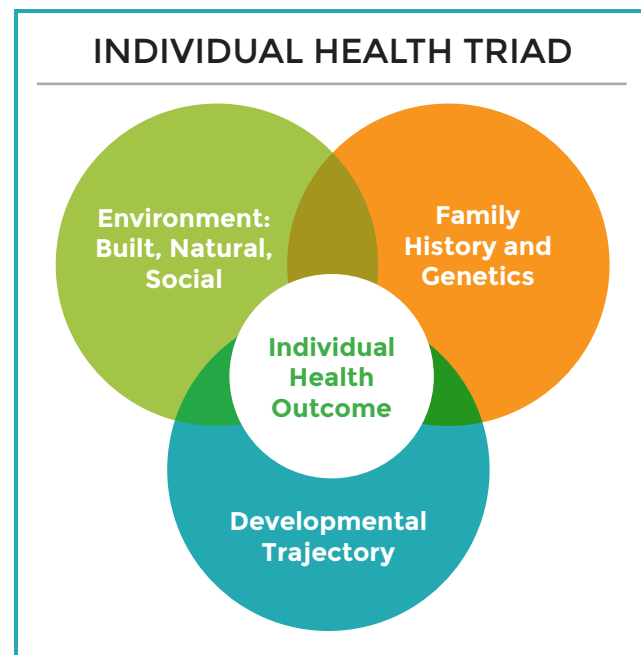 INDIVIDUAL HEALTH TRIAD
Environment:
Built, Natural,
Social
Family
History and
Genetics
Individual
Health
Outcome
Developmental
Trajectory